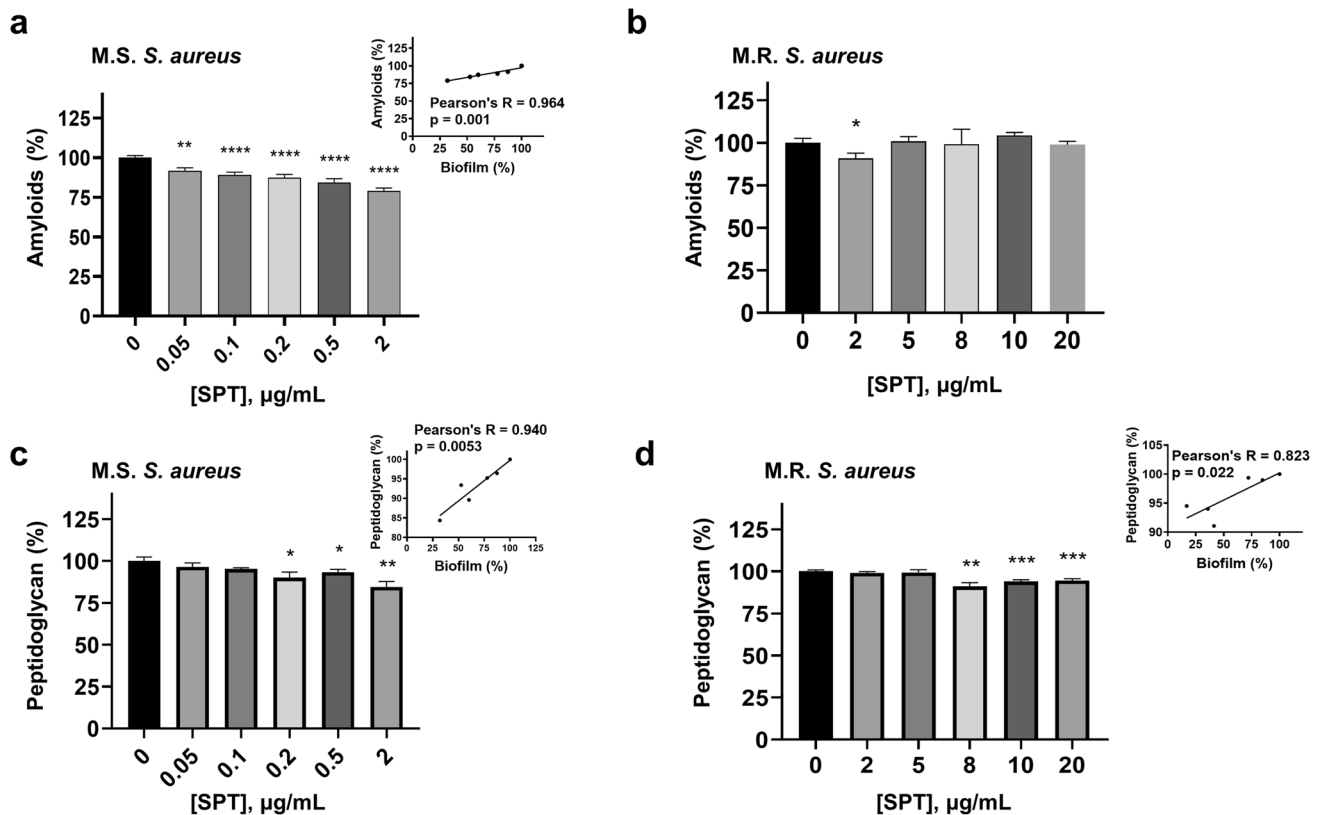 a
M.S. S. aureus
Amyloids (%)
125
100
75
50
25
0
** **** **** **** ****
0 0.05 0.1 0.2 0.5 2
[SPT], µg/mL
Amyloids (%)
125
100
75
50
25
0
Pearson's R = 0.964
p = 0.001
0 25 50 75 100
Biofilm (%)
b
M.R. S. aureus
Amyloids (%)
125
100
75
50
25
0
*
0 2 5 8 10 20
[SPT], µg/mL
c
M.S. S. aureus
Peptidoglycan (%)
125
100
75
50
25
0
* * **
0 0.05 0.1 0.2 0.5 2
[SPT], µg/mL
Pearson's R = 0.940
p = 0.0053
Peptidoglycan (%)
100
95
90
85
80
0 25 50 75 100 125
Biofilm (%)
d
M.R. S. aureus
Peptidoglycan (%)
125
100
75
50
25
0
** *** ***
0 2 5 8 10 20
[SPT], µg/mL
Peptidoglycan (%)
105
100
95
90
Pearson's R = 0.823
p = 0.022
0 25 50 75 100
Biofilm (%)